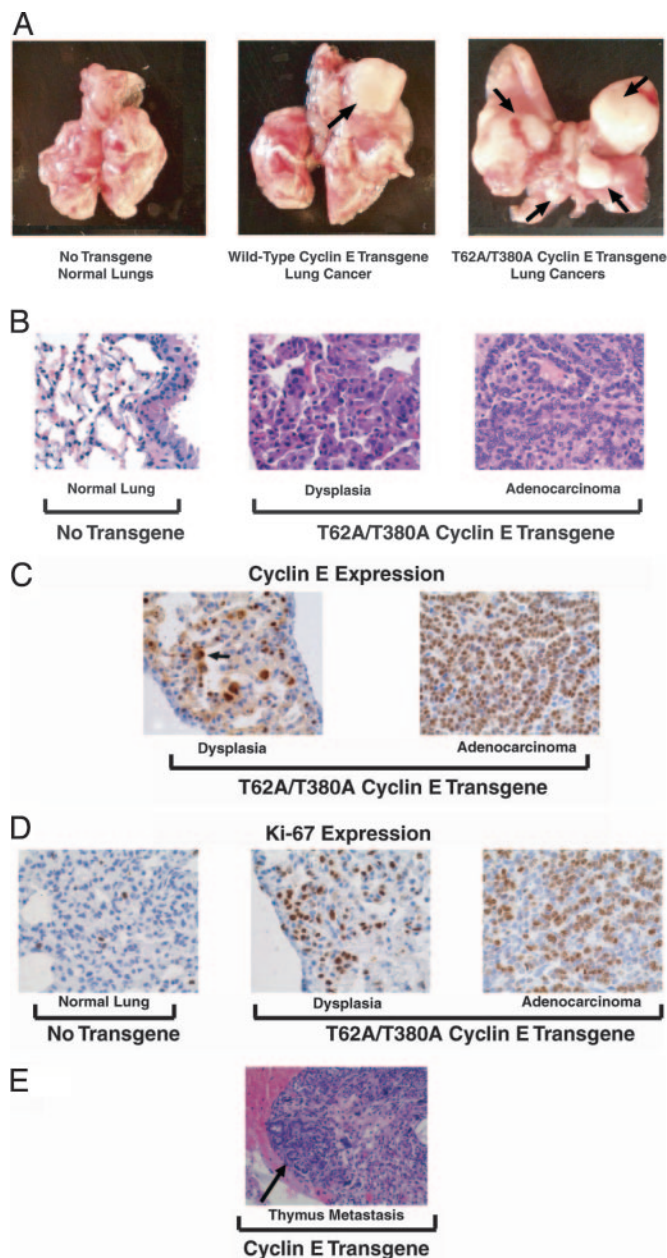 A
No Transgene
Normal Lungs
Wild-Type Cyclin E Transgene
Lung Cancer
T62A/T380A Cyclin E Transgene
Lung Cancers
B
Normal Lung
Dysplasia
Adenocarcinoma
No Transgene
T62A/T380A Cyclin E Transgene
C
Cyclin E Expression
Dysplasia
Adenocarcinoma
T62A/T380A Cyclin E Transgene
D
Ki-67 Expression
Normal Lung
Dysplasia
Adenocarcinoma
No Transgene
T62A/T380A Cyclin E Transgene
E
Thymus Metastasis
Cyclin E Transgene